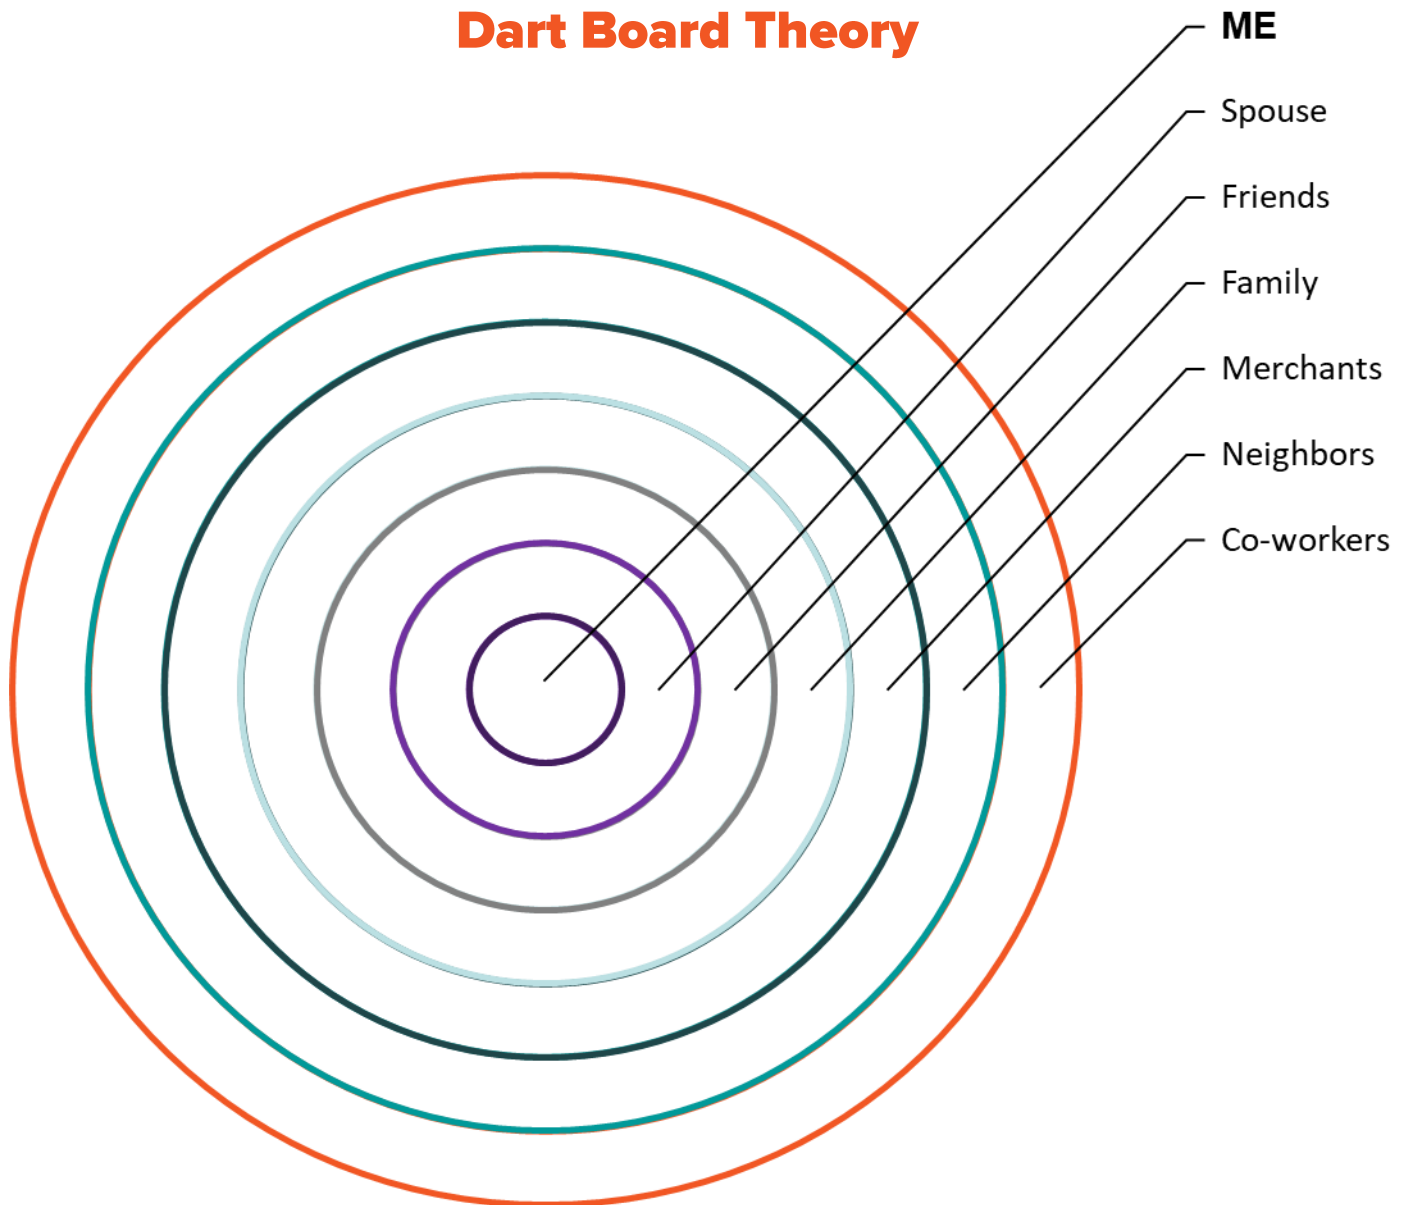 Dart Board Theory
ME
Spouse
Friends
Family
Merchants
Neighbors
Co-workers